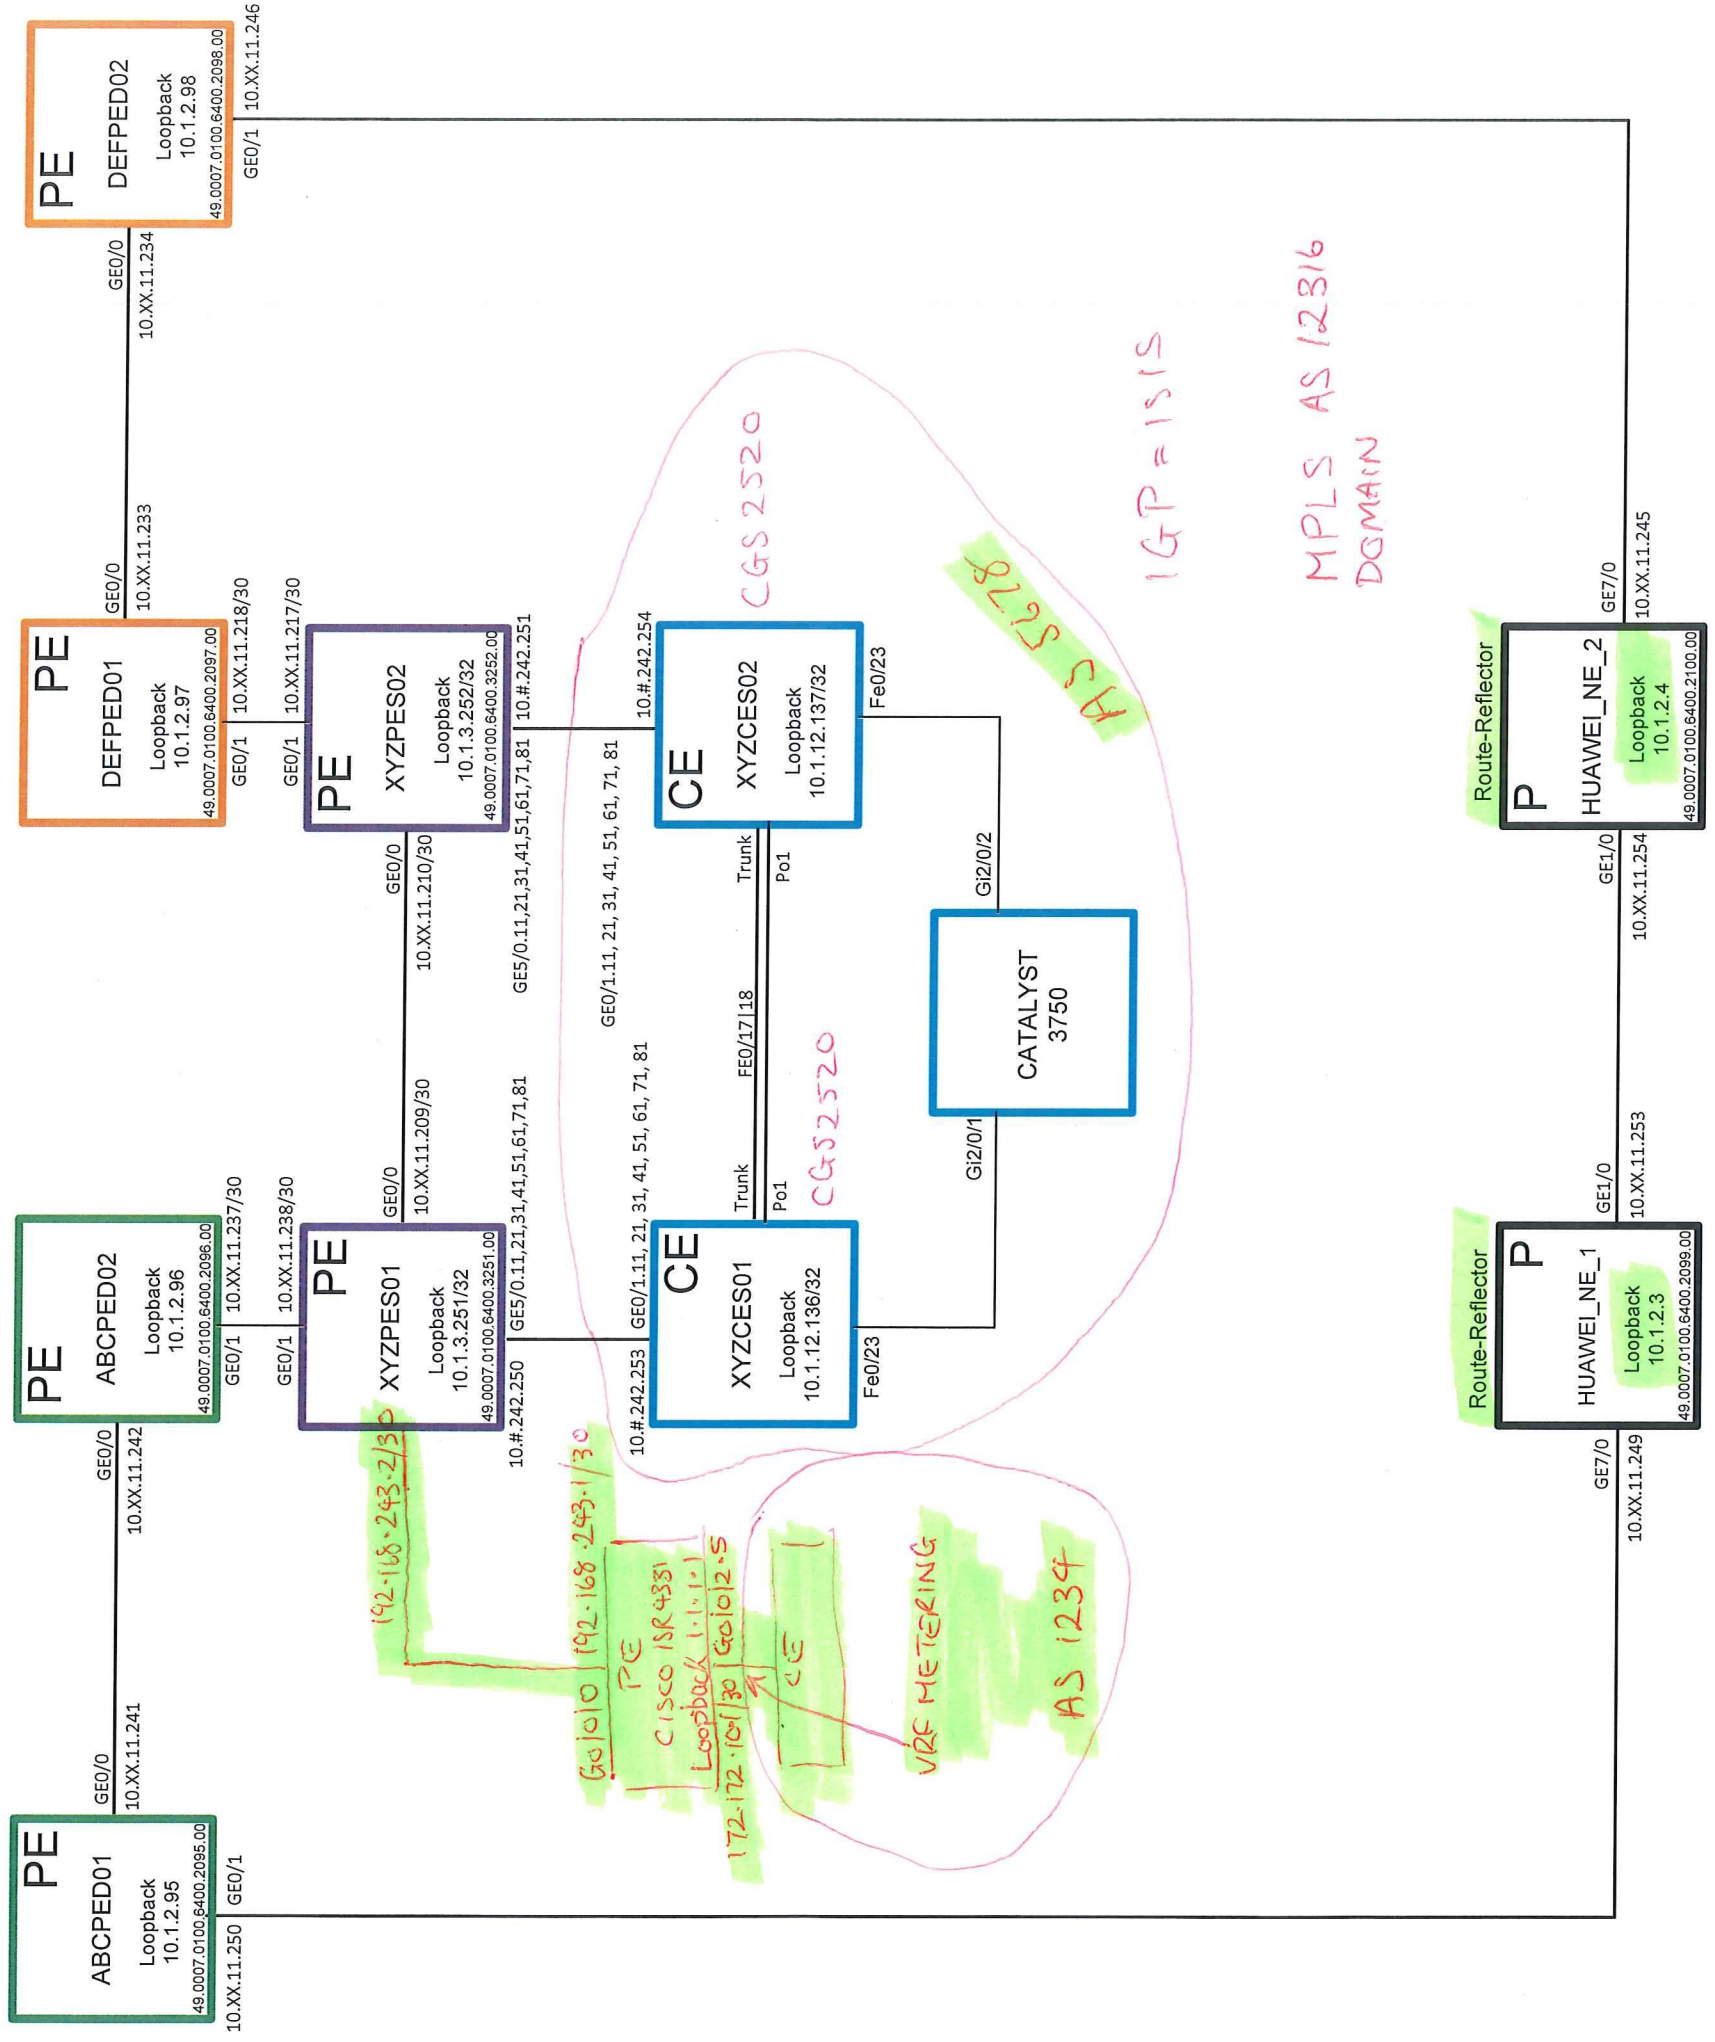 PE
ABCPED01
Loopback
10.1.2.95
49.0007.0100.6400.2095.00
10.XX.11.250
GE0/1
GE0/0
10.XX.11.241
GE0/0
10.XX.11.242
PE
ABCPED02
Loopback
10.1.2.96
49.0007.0100.6400.2096.00
GE0/1
10.XX.11.237/30
GE0/1
10.XX.11.238/30
PE
XYZPES01
Loopback
10.1.3.251/32
49.0007.0100.6400.3251.00
GE0/0
10.XX.11.209/30
10.#.242.250
GE5/0.11,21,31,41,51,61,71,81
PE
DEFPED01
Loopback
10.1.2.97
49.0007.0100.6400.2097.00
GE0/0
10.XX.11.233
GE0/1
10.XX.11.218/30
GE0/1
10.XX.11.217/30
PE
XYZPES02
Loopback
10.1.3.252/32
49.0007.0100.6400.3252.00
GE0/0
10.XX.11.210/30
GE5/0.11,21,31,41,51,61,71,81
10.#.242.251
GE0/0
10.XX.11.234
PE
DEFPED02
Loopback
10.1.2.98
49.0007.0100.6400.2098.00
GE0/1
10.XX.11.246
192.168.243.2/30
Go|0|0
192.168.243.1/30
PE
CISCO ISR4331
Loopback 1.1.1.1
172.172.10.1/30
Go|0|2.5
CE
VRF METERING
AS 1234
10.#.242.253
GE0/1.11, 21, 31, 41, 51, 61, 71, 81
CE
XYZCES01
Loopback
10.1.12.136/32
Fe0/23
Trunk
Po1
CGS2520
FE0/17|18
GE0/1.11, 21, 31, 41, 51, 61, 71, 81
10.#.242.254
CE
XYZCES02
Loopback
10.1.12.137/32
Trunk
Po1
Fe0/23
CGS2520
Gi2/0/1
CATALYST
3750
Gi2/0/2
AS 5678
IGP = ISIS
MPLS AS 12316
DOMAIN
Route-Reflector
P
HUAWEI_NE_1
Loopback
10.1.2.3
49.0007.0100.6400.2099.00
GE7/0
10.XX.11.249
GE1/0
10.XX.11.253
Route-Reflector
P
HUAWEI_NE_2
Loopback
10.1.2.4
49.0007.0100.6400.2100.00
GE1/0
10.XX.11.254
GE7/0
10.XX.11.245